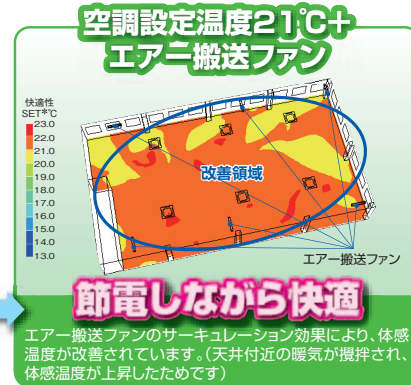 空調設定温度21℃+
エアー搬送ファン
快適性
SET*℃
23.0
22.0
21.0
20.0
19.0
18.0
17.0
16.0
15.0
14.0
13.0
改善領域
エアー搬送ファン
節電しながら快適
エアー搬送ファンのサーキュレーション効果により、体感
温度が改善されています。(天井付近の暖気が攪拌され、
体感温度が上昇したためです)